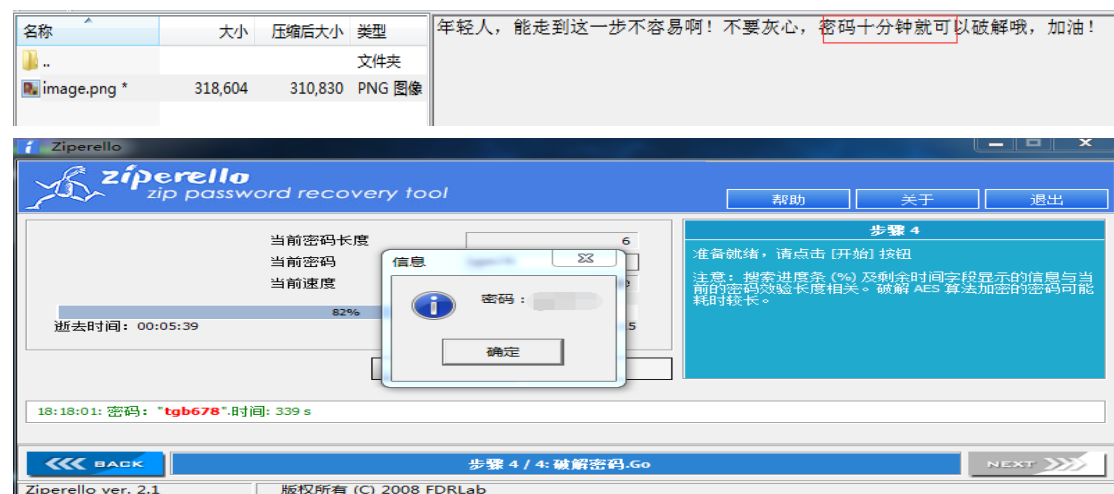 名称 大小 压缩后大小 类型
.. 文件夹
image.png * 318,604 310,830 PNG 图像
年轻人，能走到这一步不容易啊！不要灰心，密码十分钟就可以破解哦，加油！
Ziperello
ziperello
zip password recovery tool
帮助 关于 退出
当前密码长度 6
当前密码
当前速度
82%
逝去时间：00:05:39
信息
密码：
确定
步骤 4
准备就绪，请点击 [开始] 按钮
注意：搜索进度条 (%) 及剩余时间字段显示的信息与当
前的密码效验长度相关。破解 AES 算法加密的密码可能
耗时较长。
18:18:01: 密码："tgb678".时间: 339 s
BACK
步骤 4 / 4: 破解密码.Go
NEXT
Ziperello ver. 2.1 版权所有 (C) 2008 FDRLab